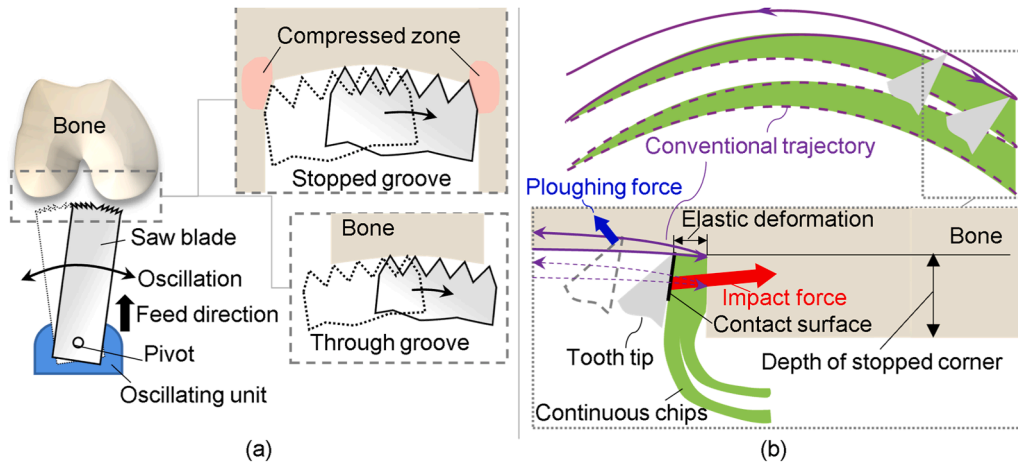 Compressed zone
Bone
Stopped groove
Saw blade
Oscillation
Feed direction
Pivot
Oscillating unit
Bone
Through groove
(a)
Conventional trajectory
Ploughing force
Elastic deformation
Bone
Impact force
Contact surface
Tooth tip
Depth of stopped corner
Continuous chips
(b)